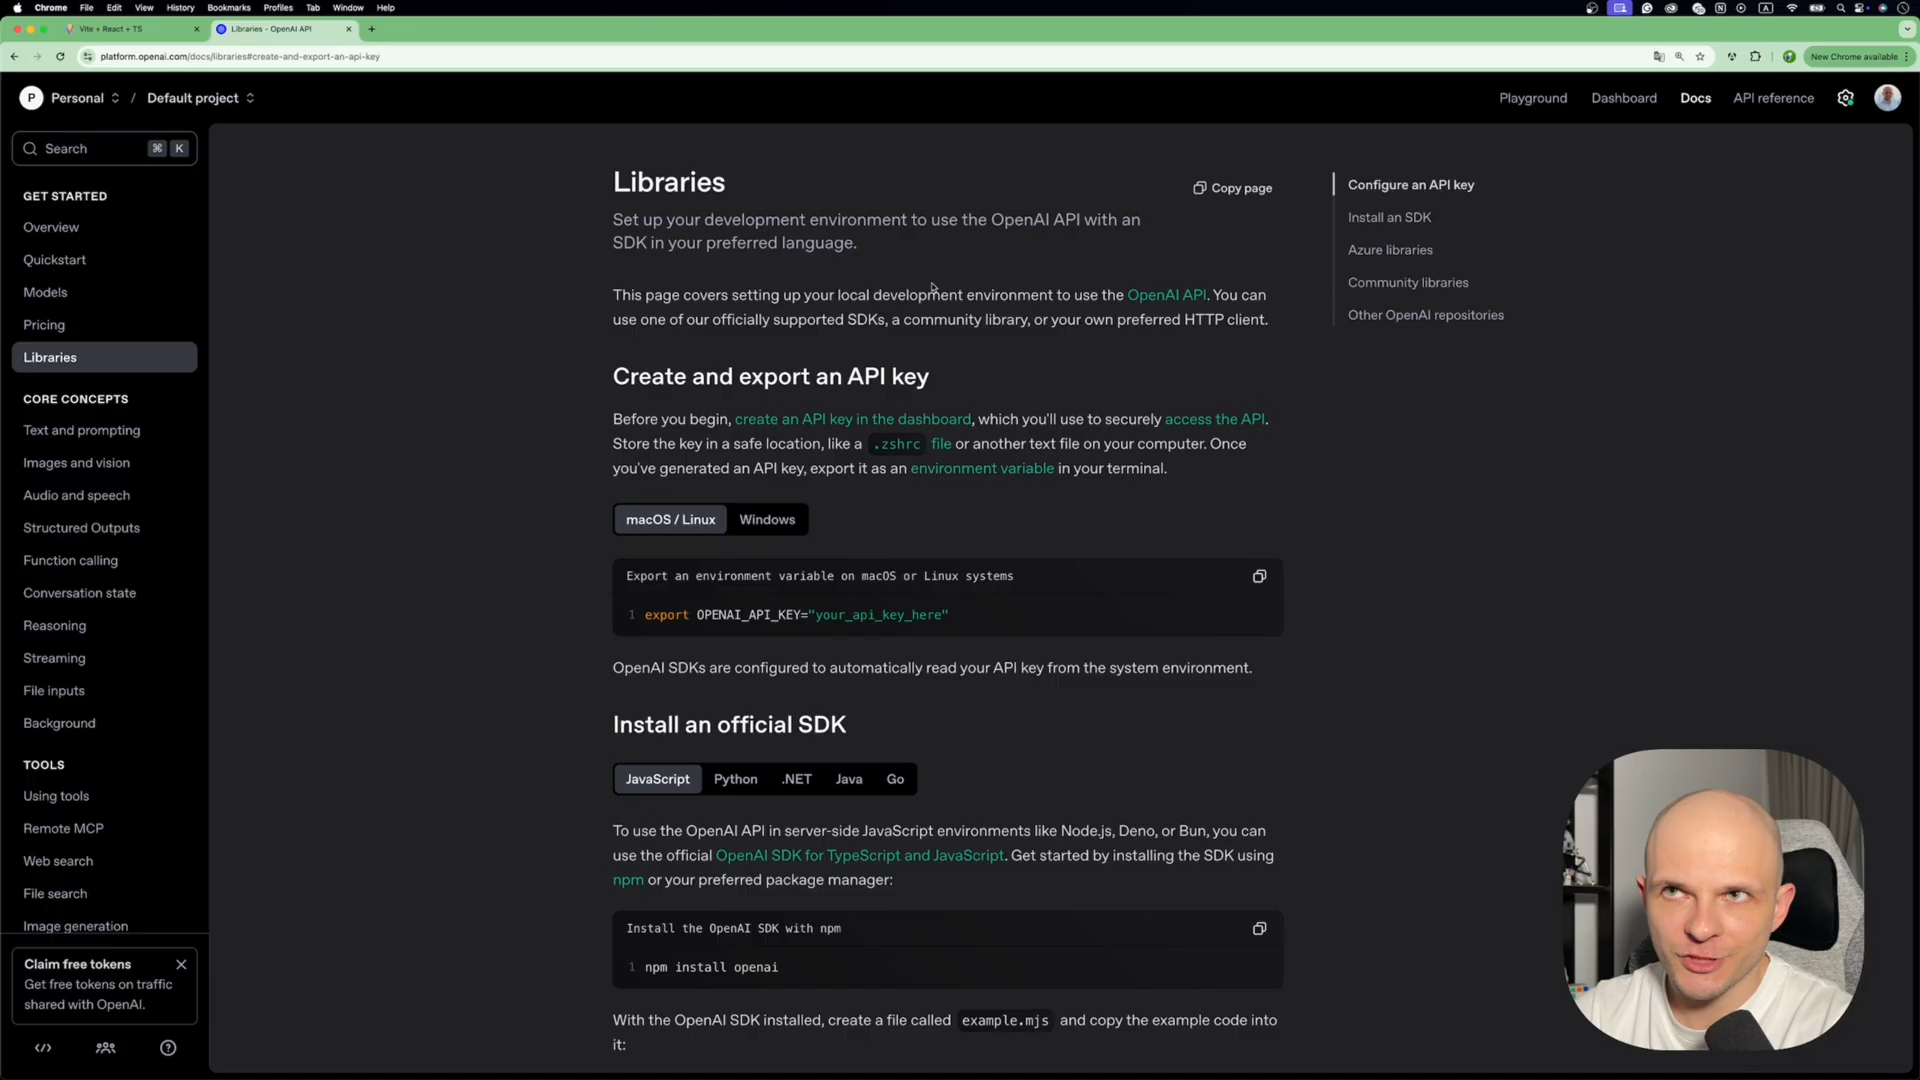 Chrome File Edit View History Bookmarks Profiles Tab Window Help
Vite + React + TS
Libraries - OpenAI API
platform.openai.com/docs/libraries#create-and-export-an-api-key
New Chrome available
P Personal / Default project
Playground Dashboard Docs API reference
Search ⌘ K
GET STARTED
Overview
Quickstart
Models
Pricing
Libraries
CORE CONCEPTS
Text and prompting
Images and vision
Audio and speech
Structured Outputs
Function calling
Conversation state
Reasoning
Streaming
File inputs
Background
TOOLS
Using tools
Remote MCP
Web search
File search
Image generation
Claim free tokens
Get free tokens on traffic
shared with OpenAI.
Libraries
Copy page
Set up your development environment to use the OpenAI API with an
SDK in your preferred language.
This page covers setting up your local development environment to use the OpenAI API. You can
use one of our officially supported SDKs, a community library, or your own preferred HTTP client.
Create and export an API key
Before you begin, create an API key in the dashboard, which you'll use to securely access the API.
Store the key in a safe location, like a .zshrc file or another text file on your computer. Once
you've generated an API key, export it as an environment variable in your terminal.
macOS / Linux Windows
Export an environment variable on macOS or Linux systems
1 export OPENAI_API_KEY="your_api_key_here"
OpenAI SDKs are configured to automatically read your API key from the system environment.
Install an official SDK
JavaScript Python .NET Java Go
To use the OpenAI API in server-side JavaScript environments like Node.js, Deno, or Bun, you can
use the official OpenAI SDK for TypeScript and JavaScript. Get started by installing the SDK using
npm or your preferred package manager:
Install the OpenAI SDK with npm
1 npm install openai
With the OpenAI SDK installed, create a file called example.mjs and copy the example code into
it:
Configure an API key
Install an SDK
Azure libraries
Community libraries
Other OpenAI repositories